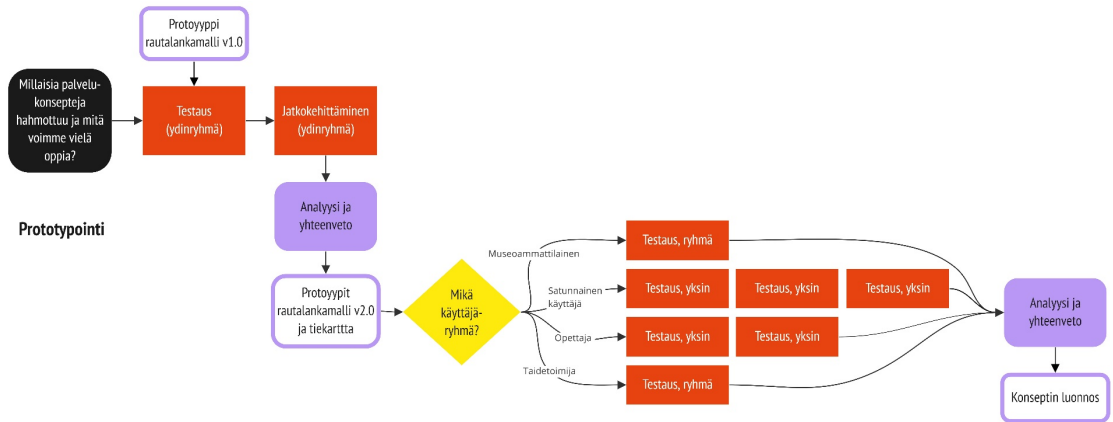 Protoyyppi
rautalankamalli v1.0
Millaisia palvelu-
konsepteja
hahmottuu ja mitä
voimme vielä
oppia?
Testaus
(ydinryhmä)
Jatkokehittäminen
(ydinryhmä)
Prototypointi
Analyysi ja
yhteenveto
Protoyypit
rautalankamalli v2.0
ja tiekarttta
Mikä
käyttäjä-
ryhmä?
Museoammattilainen
Testaus, ryhmä
Satunnainen
käyttäjä
Testaus, yksin
Testaus, yksin
Testaus, yksin
Opettaja
Testaus, yksin
Testaus, yksin
Taidetoimija
Testaus, ryhmä
Analyysi ja
yhteenveto
Konseptin luonnos